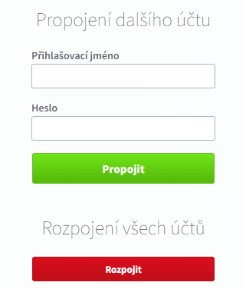 Propojení dalšího účtu
Přihlašovací jméno
Heslo
Propojit
Rozpojení všech účtů
Rozpojit